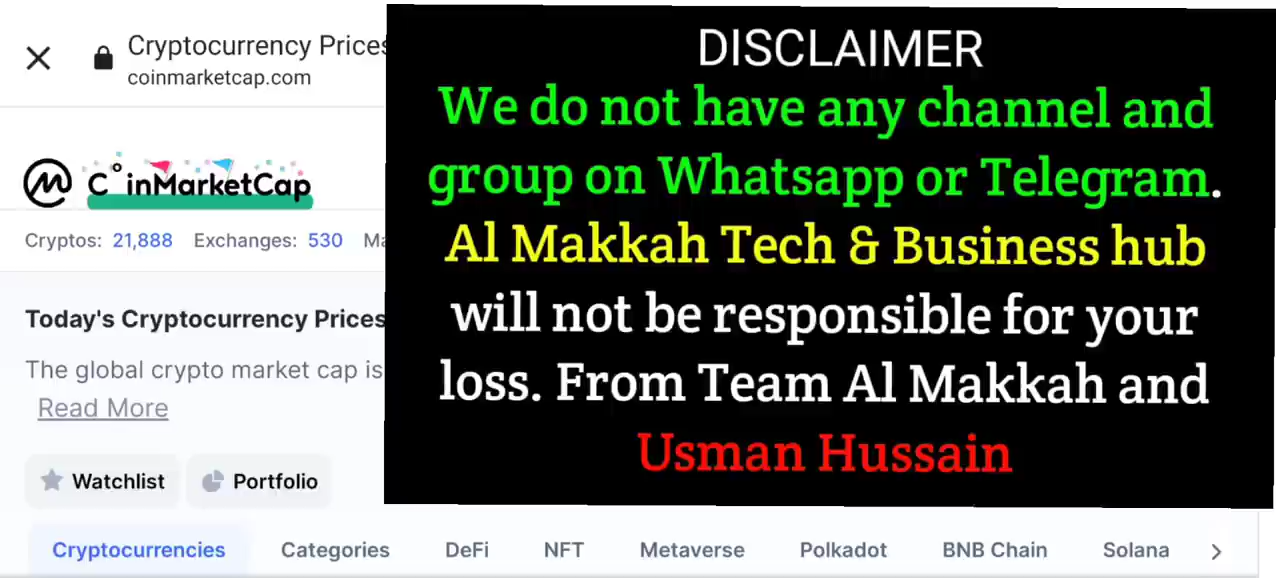 Cryptocurrency Prices
coinmarketcap.com
CoinMarketCap
Cryptos: 21,888 Exchanges: 530 Ma
Today's Cryptocurrency Prices
The global crypto market cap is
Read More
Watchlist Portfolio
DISCLAIMER
We do not have any channel and
group on Whatsapp or Telegram.
Al Makkah Tech & Business hub
will not be responsible for your
loss. From Team Al Makkah and
Usman Hussain
Cryptocurrencies Categories DeFi NFT Metaverse Polkadot BNB Chain Solana